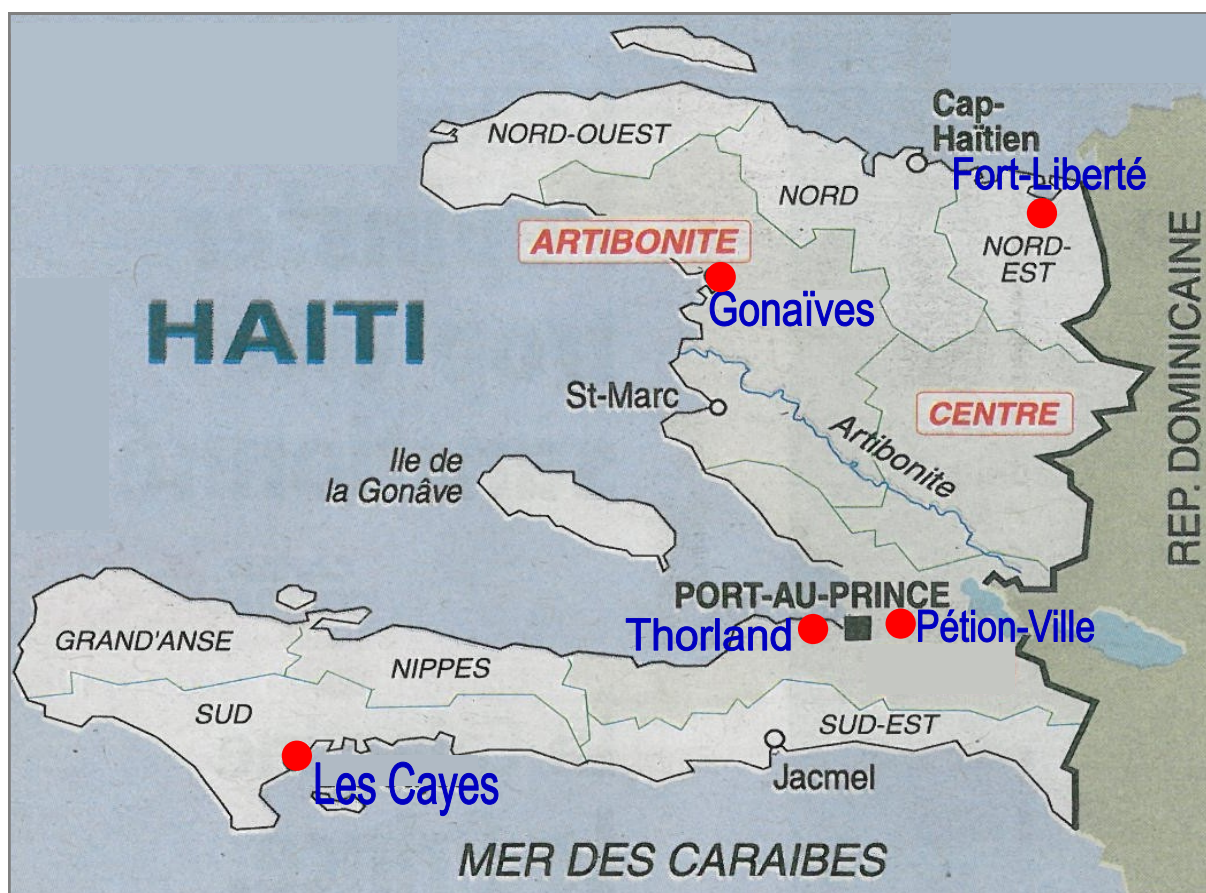 Cap-
Haïtien
NORD-OUEST
Fort-Liberté
NORD
ARTIBONITE
NORD-
EST
Gonaïves
HAITI
REP. DOMINICAINE
St-Marc
CENTRE
Artibonite
Ile de
la Gonâve
PORT-AU-PRINCE
Thorland
Pétion-Ville
GRAND'ANSE
NIPPES
SUD
SUD-EST
Les Cayes
Jacmel
MER DES CARAIBES